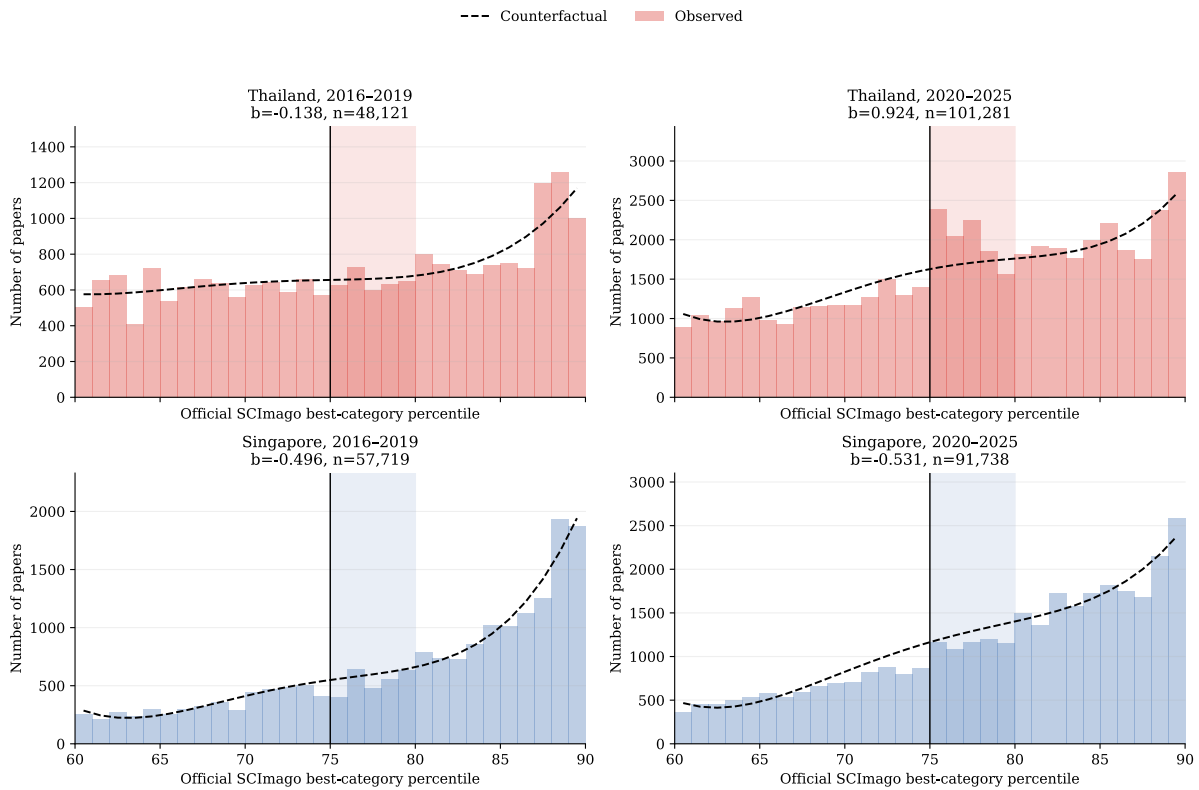 Counterfactual
Observed
Thailand, 2016–2019
b=-0.138, n=48,121
Number of papers
1400
1200
1000
800
600
400
200
0
Official SCImago best-category percentile
Thailand, 2020–2025
b=0.924, n=101,281
Number of papers
3000
2500
2000
1500
1000
500
0
Official SCImago best-category percentile
Singapore, 2016–2019
b=-0.496, n=57,719
Number of papers
2000
1500
1000
500
0
60 65 70 75 80 85 90
Official SCImago best-category percentile
Singapore, 2020–2025
b=-0.531, n=91,738
Number of papers
3000
2500
2000
1500
1000
500
0
60 65 70 75 80 85 90
Official SCImago best-category percentile